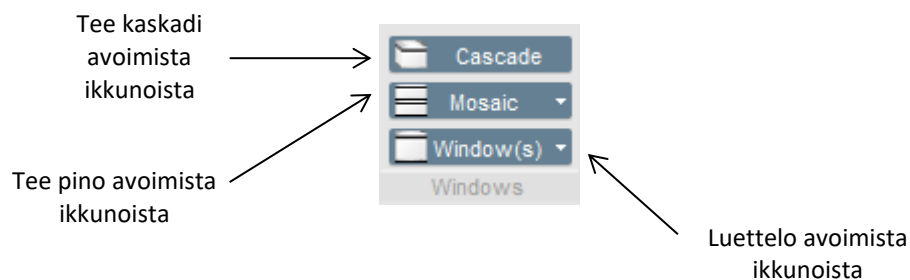 Tee kaskadi
avoimista
ikkunoista
Cascade
Mosaic
Window(s)
Windows
Tee pino avoimista
ikkunoista
Luettelo avoimista
ikkunoista